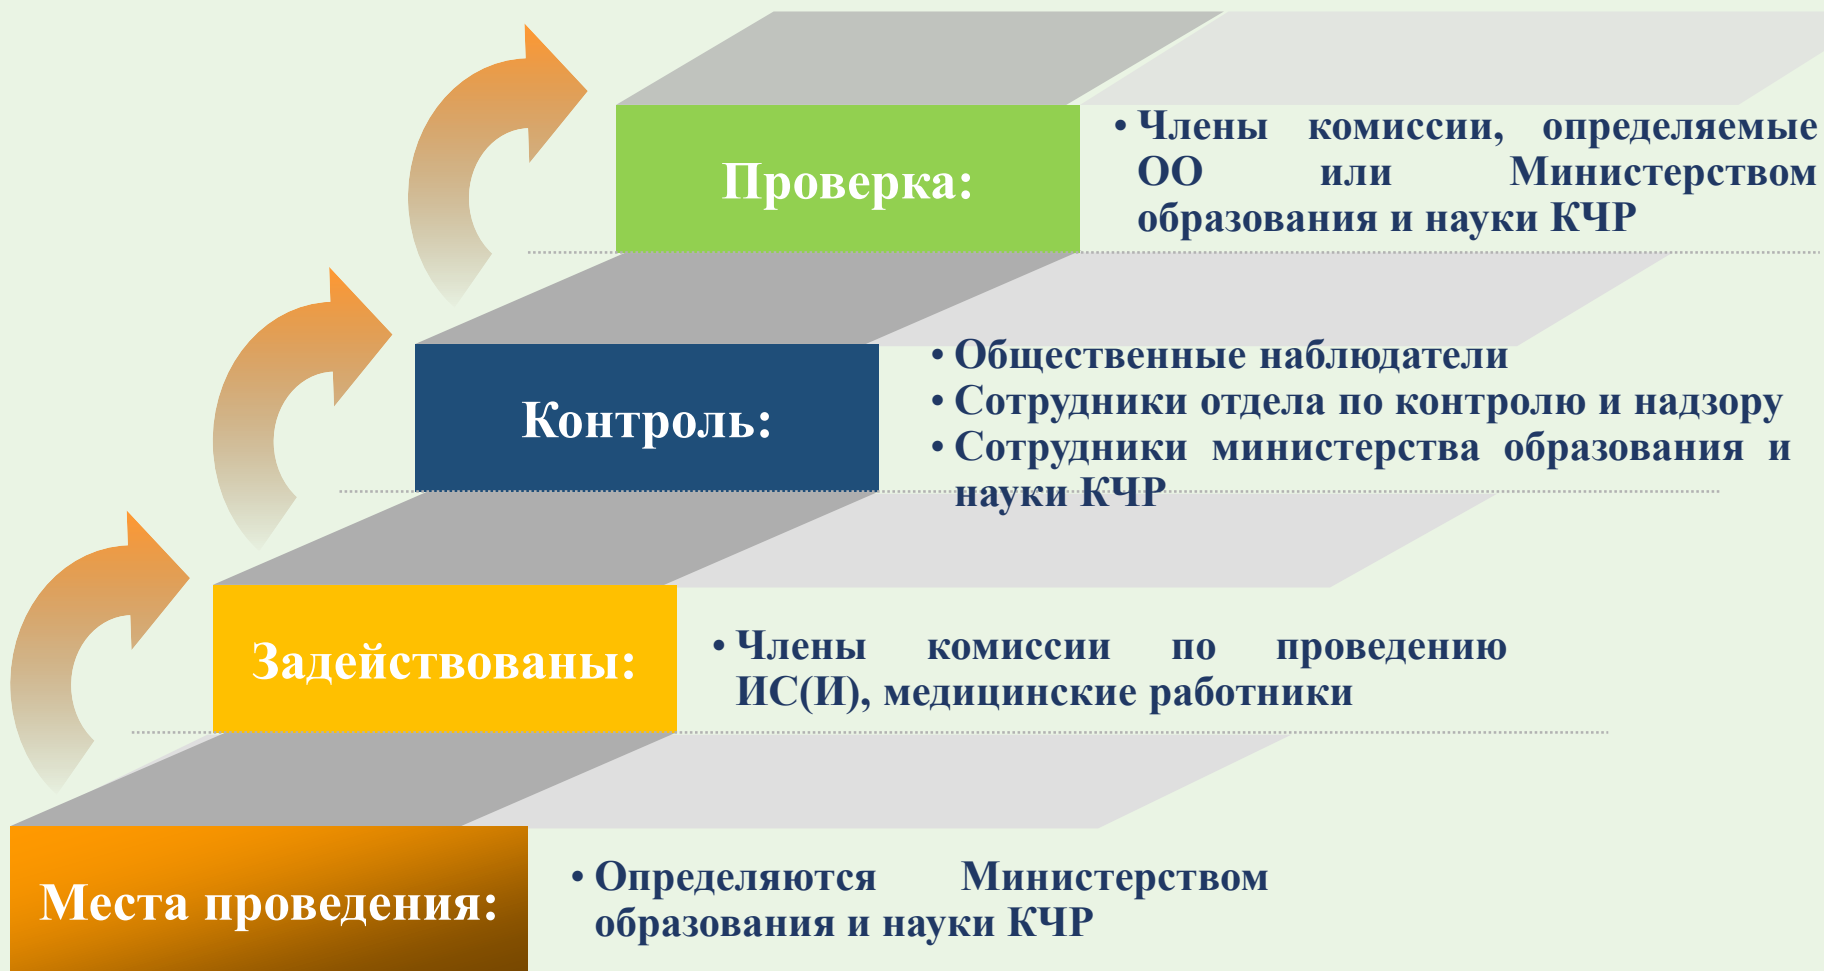 Проверка:
• Члены комиссии, определяемые
ОО или Министерством
образования и науки КЧР
Контроль:
• Общественные наблюдатели
• Сотрудники отдела по контролю и надзору
• Сотрудники министерства образования и
науки КЧР
Задействованы:
• Члены комиссии по проведению
ИС(И), медицинские работники
Места проведения:
• Определяются Министерством
образования и науки КЧР